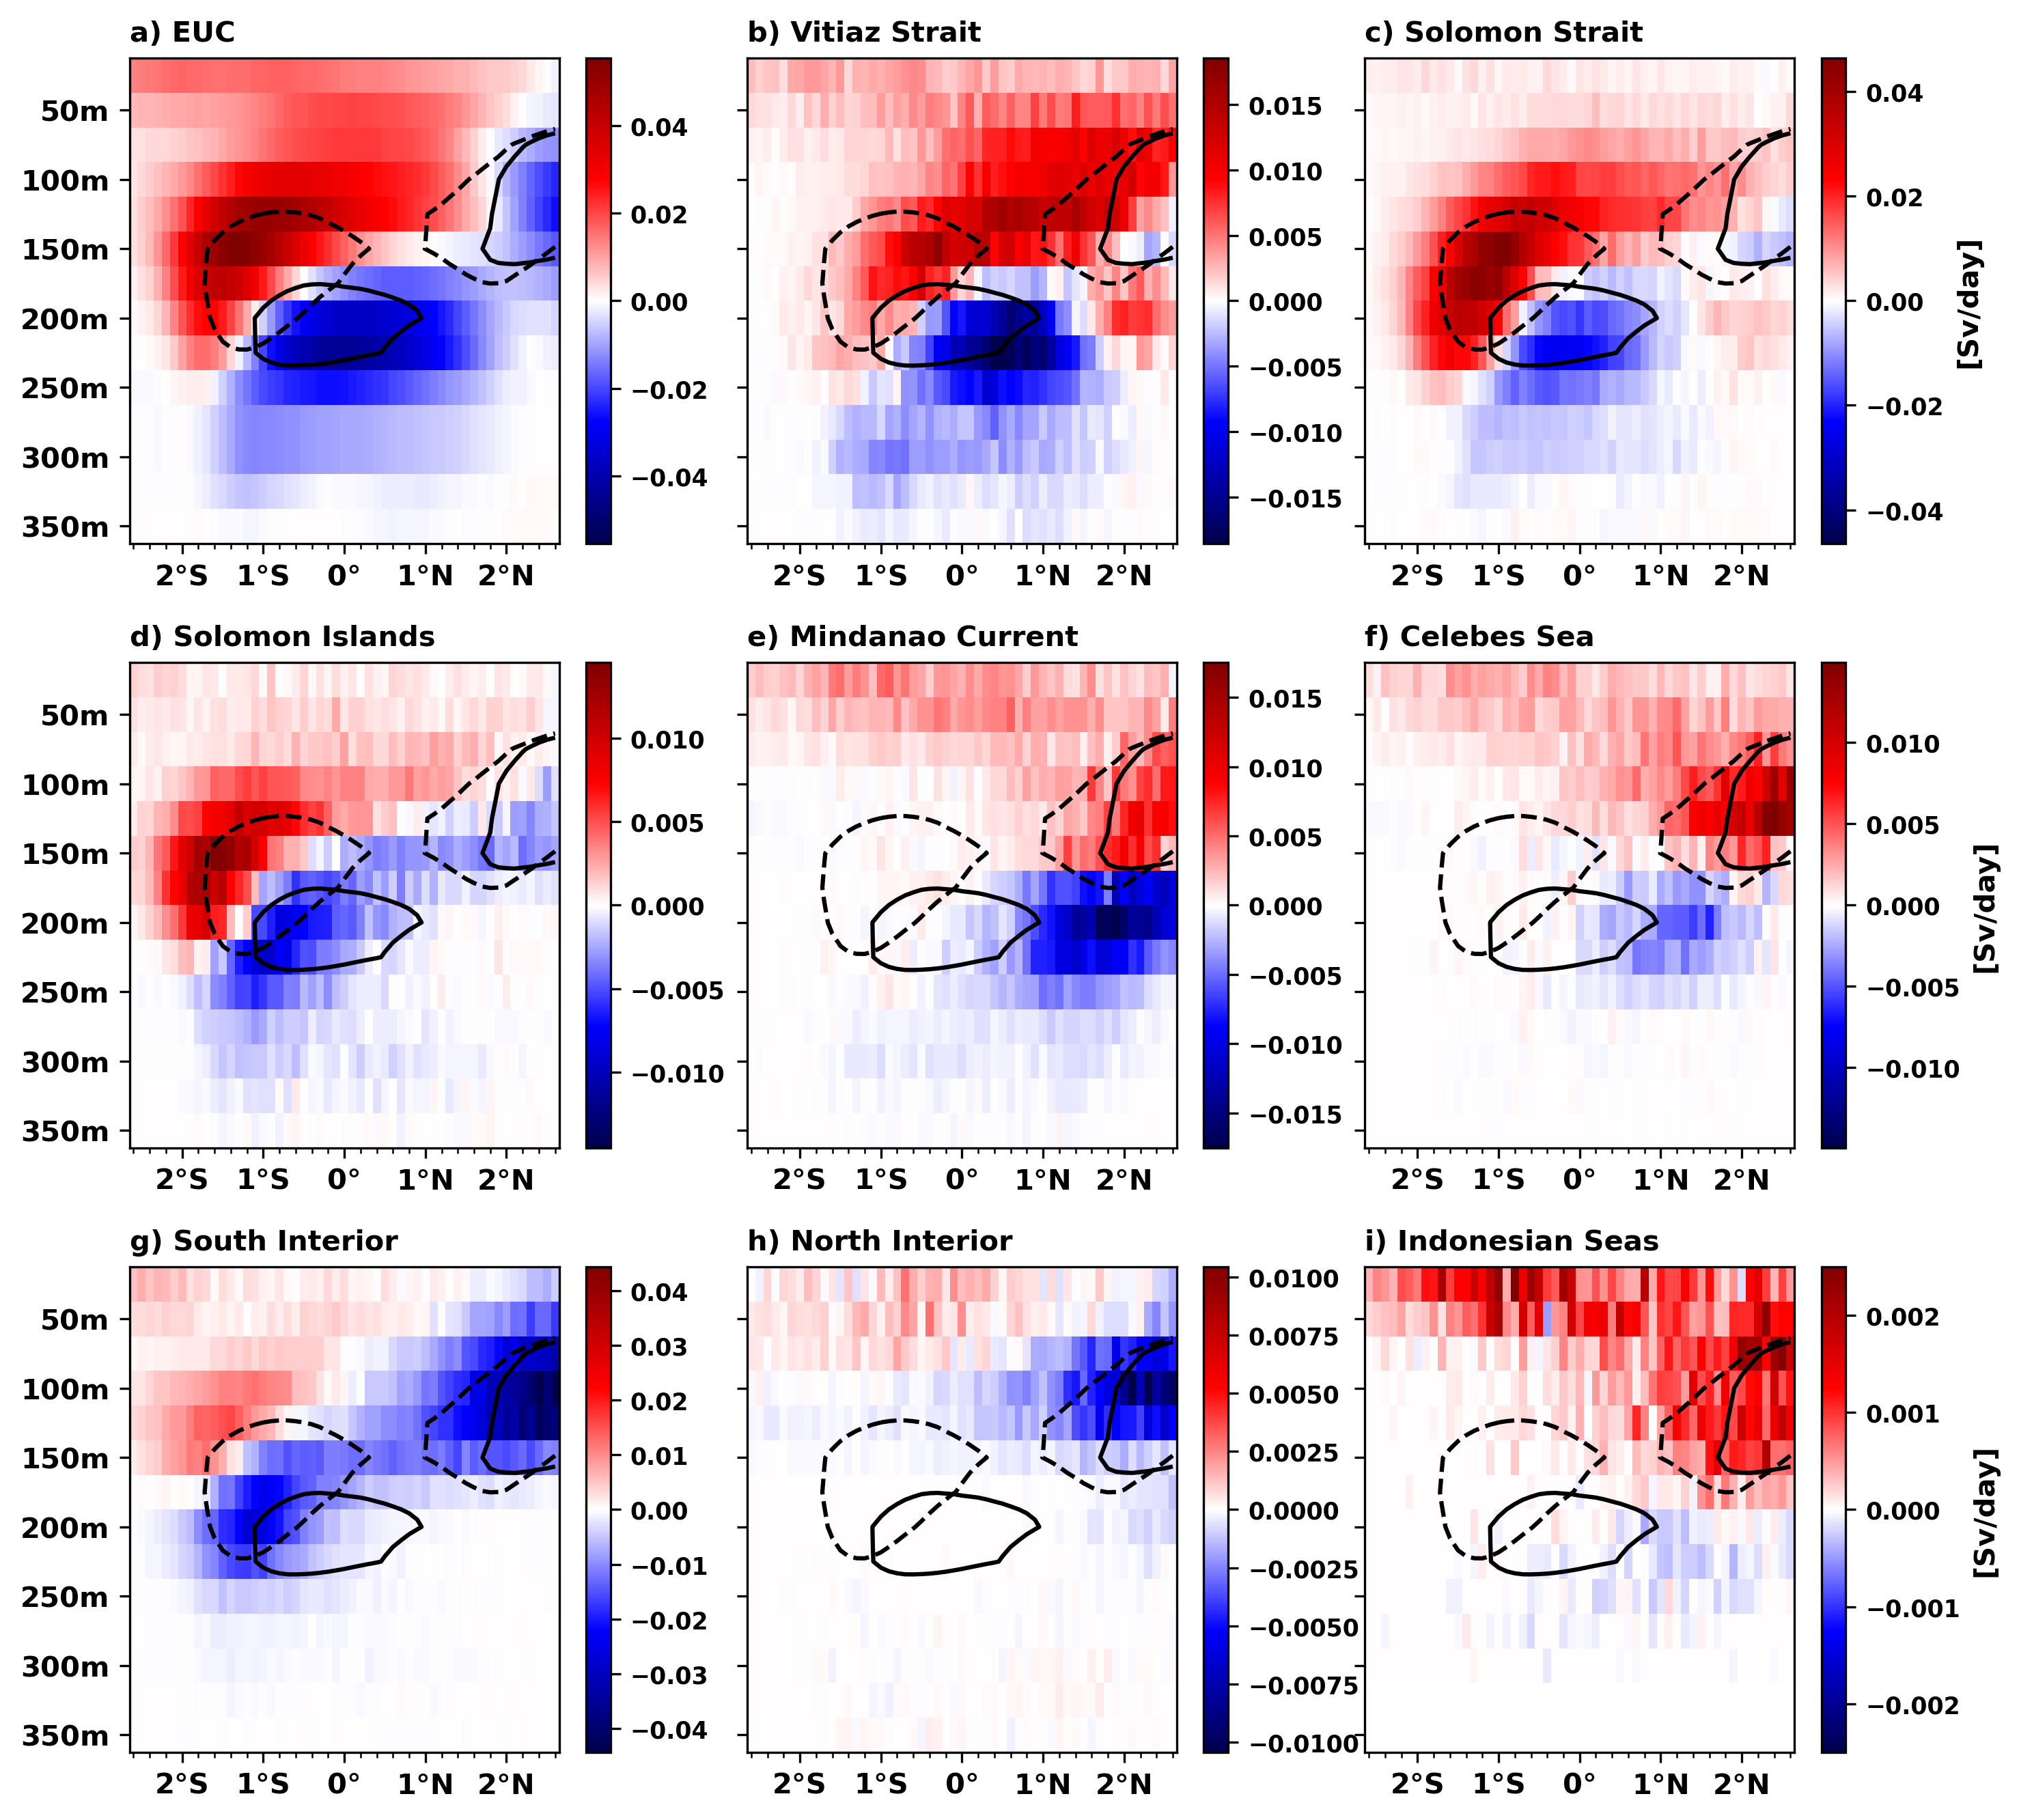 a) EUC
b) Vitiaz Strait
c) Solomon Strait
50m
100m
150m
200m
250m
300m
350m
0.04
0.02
0.00
−0.02
−0.04
0.015
0.010
0.005
0.000
−0.005
−0.010
−0.015
0.04
0.02
0.00
−0.02
−0.04
[Sv/day]
2°S 1°S 0° 1°N 2°N
2°S 1°S 0° 1°N 2°N
2°S 1°S 0° 1°N 2°N
d) Solomon Islands
e) Mindanao Current
f) Celebes Sea
50m
100m
150m
200m
250m
300m
350m
0.010
0.005
0.000
−0.005
−0.010
0.015
0.010
0.005
0.000
−0.005
−0.010
−0.015
0.010
0.005
0.000
−0.005
−0.010
[Sv/day]
2°S 1°S 0° 1°N 2°N
2°S 1°S 0° 1°N 2°N
2°S 1°S 0° 1°N 2°N
g) South Interior
h) North Interior
i) Indonesian Seas
50m
100m
150m
200m
250m
300m
350m
0.04
0.03
0.02
0.01
0.00
−0.01
−0.02
−0.03
−0.04
0.0100
0.0075
0.0050
0.0025
0.0000
−0.0025
−0.0050
−0.0075
−0.0100
0.002
0.001
0.000
−0.001
−0.002
[Sv/day]
2°S 1°S 0° 1°N 2°N
2°S 1°S 0° 1°N 2°N
2°S 1°S 0° 1°N 2°N